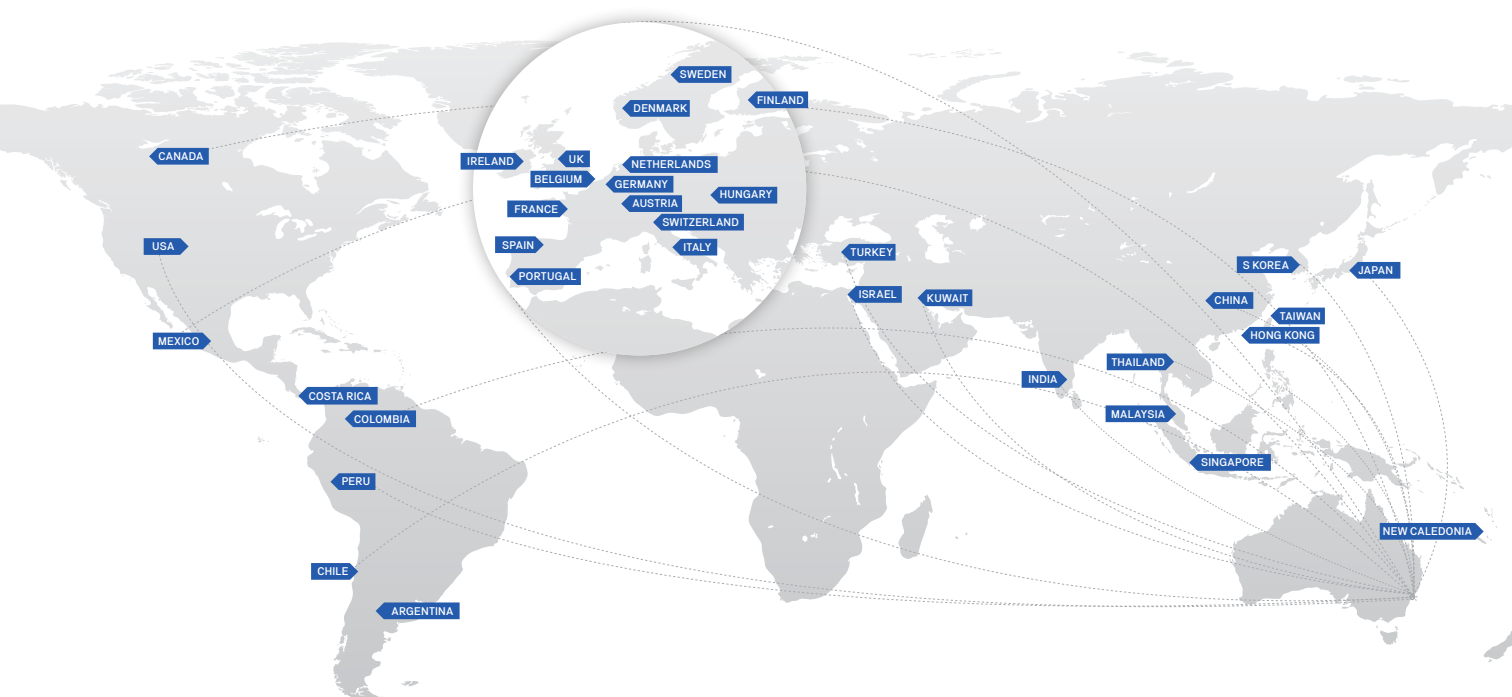 SWEDEN
FINLAND
DENMARK
CANADA
IRELAND
UK
NETHERLANDS
BELGIUM
GERMANY
HUNGARY
AUSTRIA
FRANCE
SWITZERLAND
USA
SPAIN
ITALY
TURKEY
PORTUGAL
S KOREA
JAPAN
ISRAEL
KUWAIT
CHINA
TAIWAN
HONG KONG
MEXICO
THAILAND
INDIA
COSTA RICA
COLOMBIA
MALAYSIA
SINGAPORE
PERU
NEW CALEDONIA
CHILE
ARGENTINA